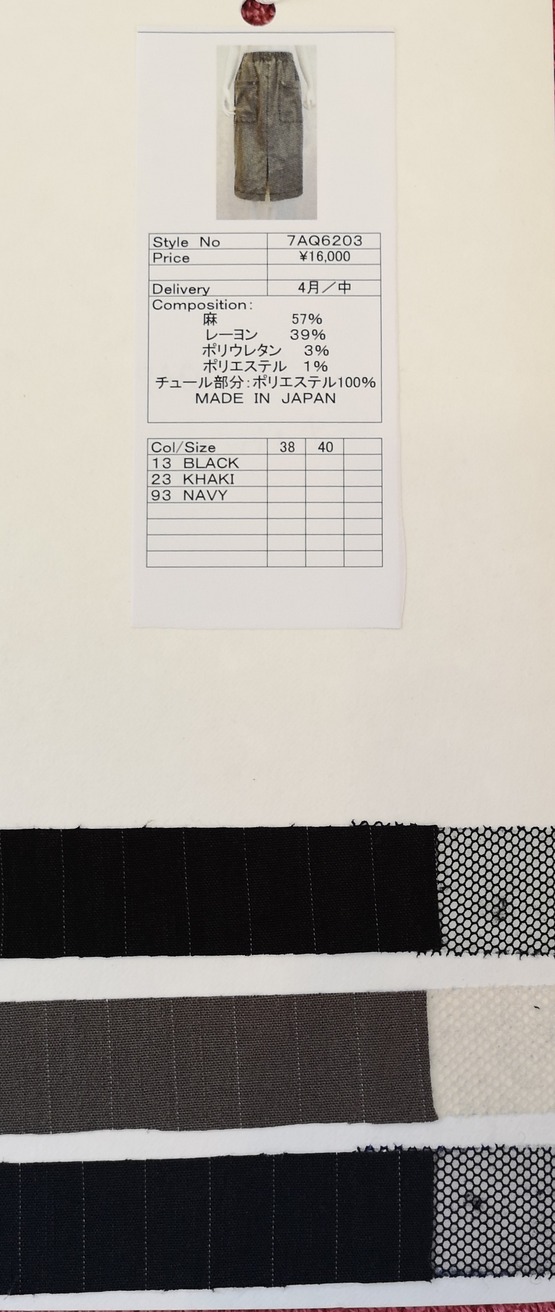 Style No 7AQ6203
Price ¥16,000
Delivery 4月／中
Composition:
麻 57%
レーヨン 39%
ポリウレタン 3%
ポリエステル 1%
チュール部分:ポリエステル100%
MADE IN JAPAN
Col/Size 38 40
13 BLACK
23 KHAKI
93 NAVY